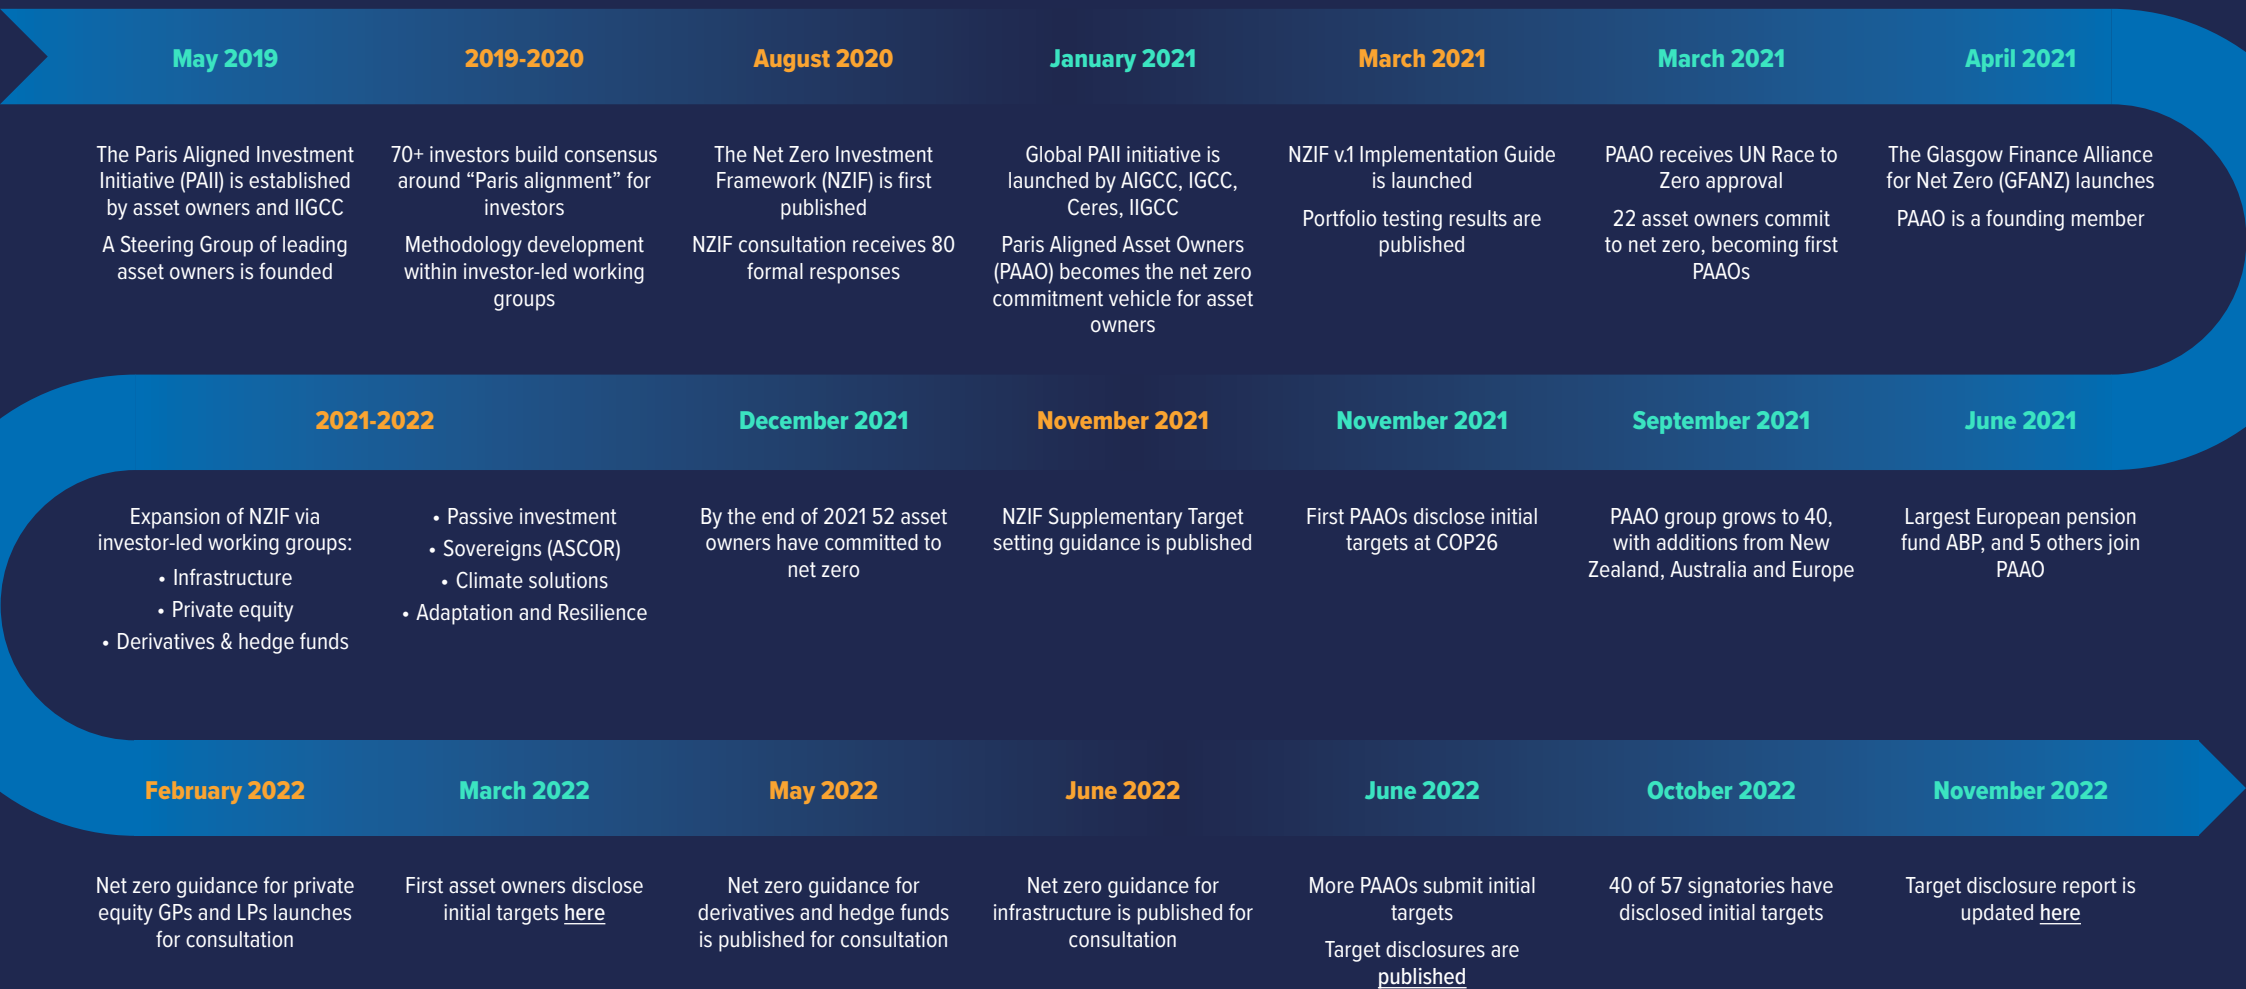 May 2019
The Paris Aligned Investment
Initiative (PAII) is established
by asset owners and IIGCC
A Steering Group of leading
asset owners is founded
2019-2020
70+ investors build consensus
around “Paris alignment” for
investors
Methodology development
within investor-led working
groups
August 2020
The Net Zero Investment
Framework (NZIF) is first
published
NZIF consultation receives 80
formal responses
January 2021
Global PAII initiative is
launched by AIGCC, IGCC,
Ceres, IIGCC
Paris Aligned Asset Owners
(PAAO) becomes the net zero
commitment vehicle for asset
owners
March 2021
NZIF v.1 Implementation Guide
is launched
Portfolio testing results are
published
March 2021
PAAO receives UN Race to
Zero approval
22 asset owners commit
to net zero, becoming first
PAAOs
April 2021
The Glasgow Finance Alliance
for Net Zero (GFANZ) launches
PAAO is a founding member
June 2021
Largest European pension
fund ABP, and 5 others join
PAAO
September 2021
PAAO group grows to 40,
with additions from New
Zealand, Australia and Europe
November 2021
First PAAOs disclose initial
targets at COP26
November 2021
NZIF Supplementary Target
setting guidance is published
December 2021
By the end of 2021 52 asset
owners have committed to
net zero
2021-2022
Expansion of NZIF via
investor-led working groups:
• Infrastructure
• Private equity
• Derivatives & hedge funds
• Passive investment
• Sovereigns (ASCOR)
• Climate solutions
• Adaptation and Resilience
February 2022
Net zero guidance for private
equity GPs and LPs launches
for consultation
March 2022
First asset owners disclose
initial targets here
May 2022
Net zero guidance for
derivatives and hedge funds
is published for consultation
June 2022
Net zero guidance for
infrastructure is published for
consultation
June 2022
More PAAOs submit initial
targets
Target disclosures are
published
October 2022
40 of 57 signatories have
disclosed initial targets
November 2022
Target disclosure report is
updated here